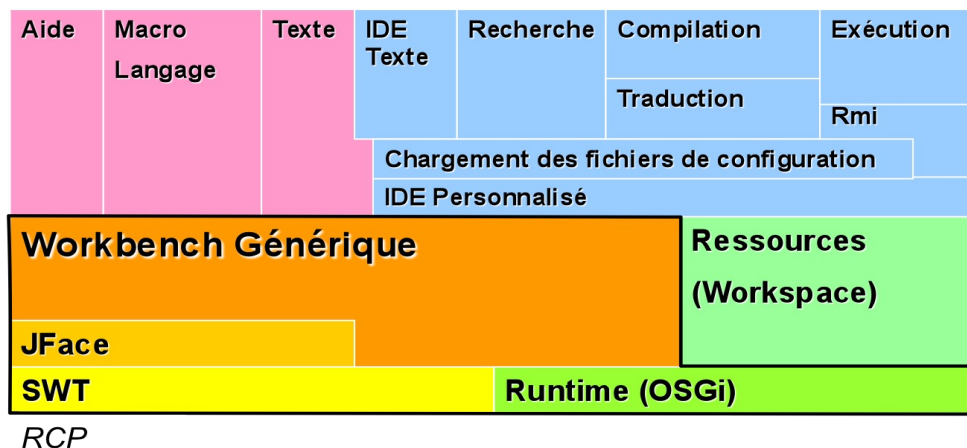 Aide
Macro
Langage
Texte
IDE
Texte
Recherche
Compilation
Traduction
Exécution
Rmi
Chargement des fichiers de configuration
IDE Personnalisé
Workbench Générique
Ressources
(Workspace)
JFace
SWT
Runtime (OSGi)
RCP